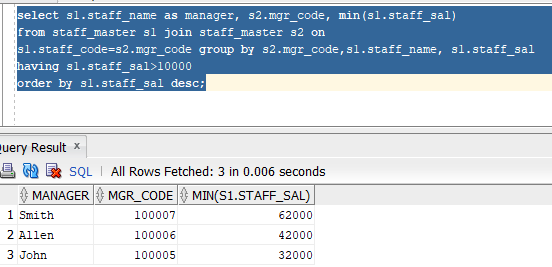 select s1.staff_name as manager, s2.mgr_code, min(s1.staff_sal)
from staff_master s1 join staff_master s2 on
s1.staff_code=s2.mgr_code group by s2.mgr_code,s1.staff_name, s1.staff_sal
having s1.staff_sal>10000
order by s1.staff_sal desc;
Query Result x
SQL | All Rows Fetched: 3 in 0.006 seconds
MANAGER MGR_CODE MIN(S1.STAFF_SAL)
1 Smith 100007 62000
2 Allen 100006 42000
3 John 100005 32000